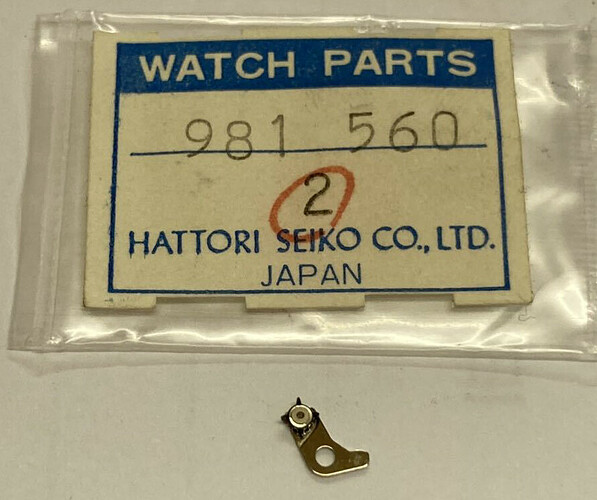 WATCH PARTS
981 560
2
HATTORI SEIKO CO., LTD.
JAPAN